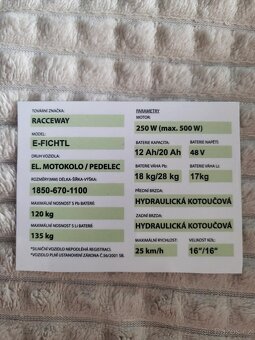 TOVÁRNÍ ZNAČKA:
RACCEWAY
MODEL:
E-FICHTL
DRUH VOZIDLA:
EL. MOTOKOLO / PEDELEC
ROZMĚRY(MM) DÉLKA-ŠÍŘKA-VÝŠKA:
1850-670-1100
MAXIMÁLNÍ NOSNOST S Pb BATERIÍ
120 kg
MAXIMÁLNÍ NOSNOST S Li BATERIÍ
135 kg
*SILNIČNÍ VOZIDLO NEPODLÉHÁ REGISTRACI.
*VOZIDLO PLNÍ USTANOVENÍ ZÁKONA Č.56/2001 SB.
PARAMETRY
MOTOR:
250 W (max. 500 W)
BATERIE KAPACITA: BATERIE NAPĚTÍ:
12 Ah/20 Ah 48 V
BATERIE VÁHA Pb: BATERIE VÁHA Li:
18 kg/28 kg 17kg
PŘEDNÍ BRZDA:
HYDRAULICKÁ KOTOUČOVÁ
ZADNÍ BRZDA:
HYDRAULICKÁ KOTOUČOVÁ
MAXIMÁLNÍ RYCHLOST: VELIKOST KOL:
25 km/h 16"/16"